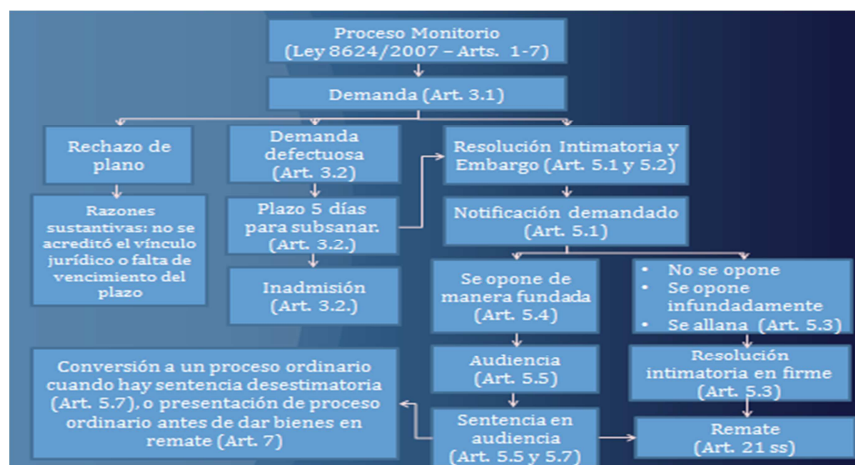 Proceso Monitorio
(Ley 8624/2007 – Arts. 1-7)
Demanda (Art. 3.1)
Rechazo de
plano
Demanda
defectuosa
(Art. 3.2)
Resolución Intimatoria y
Embargo (Art. 5.1 y 5.2)
Razones
sustantivas: no se
acreditó el vínculo
jurídico o falta de
vencimiento del
plazo
Plazo 5 días
para subsanar.
(Art. 3.2.)
Notificación demandado
(Art. 5.1)
Inadmisión
(Art. 3.2.)
Se opone de
manera fundada
(Art. 5.4)
• No se opone
• Se opone
infundadamente
• Se allana (Art. 5.3)
Conversión a un proceso ordinario
cuando hay sentencia desestimatoria
(Art. 5.7), o presentación de proceso
ordinario antes de dar bienes en
remate (Art. 7)
Audiencia
(Art. 5.5)
Resolución
intimatoria en firme
(Art. 5.3)
Sentencia en
audiencia
(Art. 5.5 y 5.7)
Remate
(Art. 21 ss)